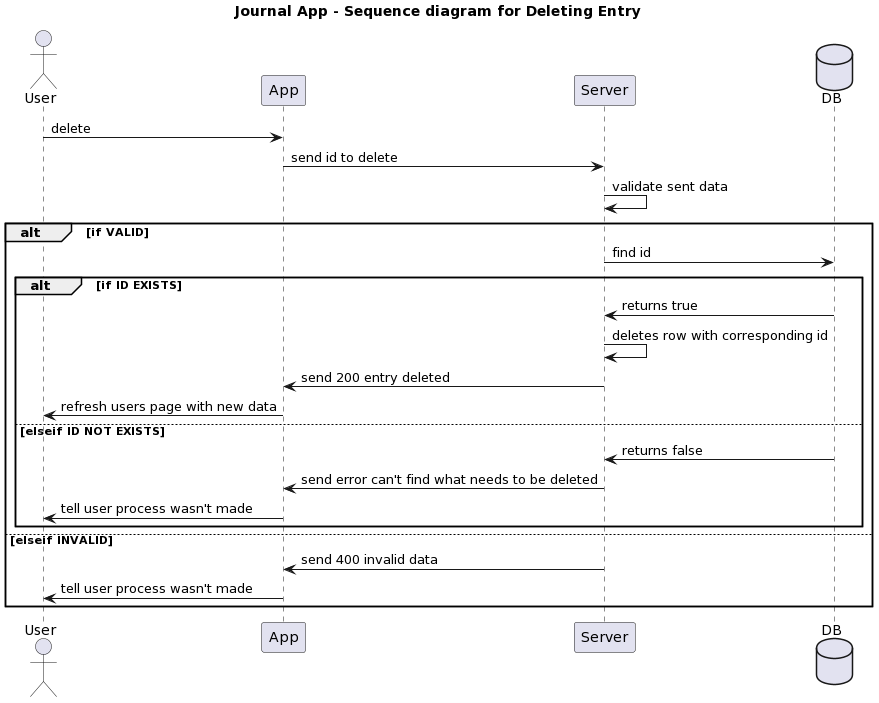 Journal App - Sequence diagram for Deleting Entry
User
App
Server
DB
delete
send id to delete
validate sent data
alt [if VALID]
find id
alt [if ID EXISTS]
returns true
deletes row with corresponding id
send 200 entry deleted
refresh users page with new data
[elseif ID NOT EXISTS]
returns false
send error can't find what needs to be deleted
tell user process wasn't made
[elseif INVALID]
send 400 invalid data
tell user process wasn't made
User
App
Server
DB